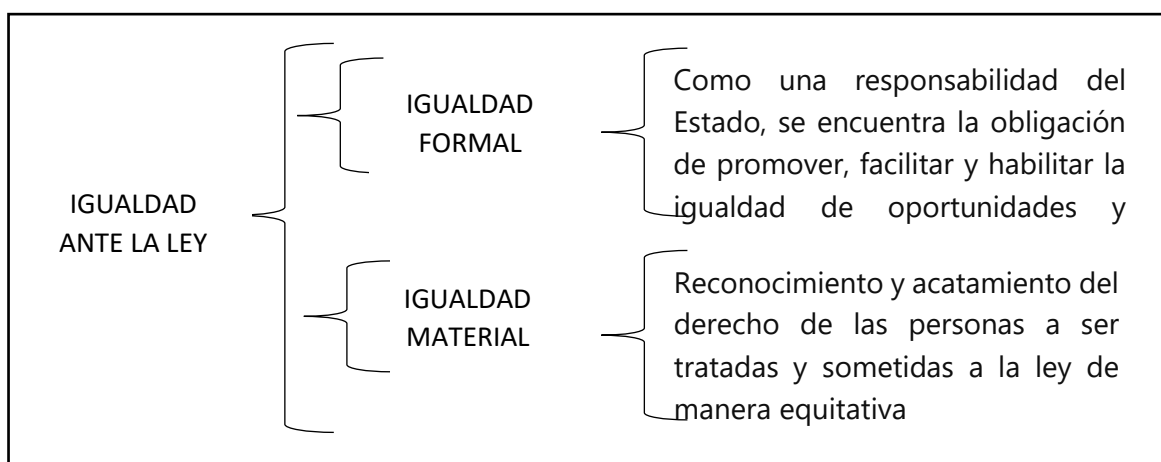 IGUALDAD
ANTE LA LEY
IGUALDAD
FORMAL
Como una responsabilidad del
Estado, se encuentra la obligación
de promover, facilitar y habilitar la
igualdad de oportunidades y
IGUALDAD
MATERIAL
Reconocimiento y acatamiento del
derecho de las personas a ser
tratadas y sometidas a la ley de
manera equitativa